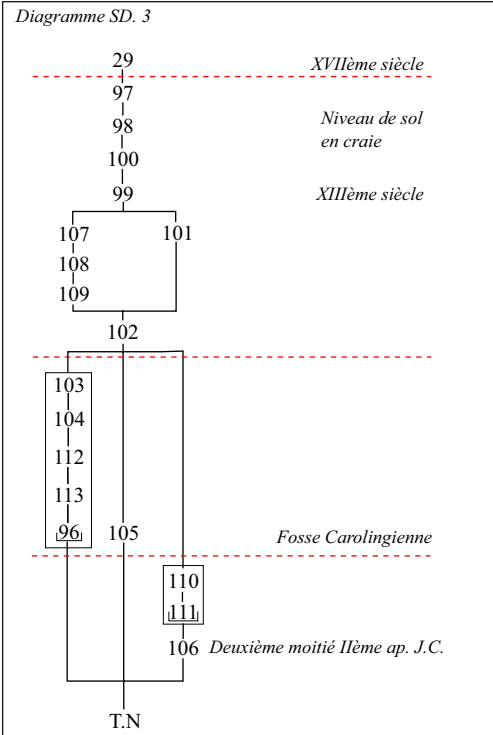 Diagramme SD. 3
29
XVIIème siècle
97
98
Niveau de sol
en craie
100
99
XIIIème siècle
107
101
108
109
102
103
104
112
113
96
105
Fosse Carolingienne
110
111
106
Deuxième moitié IIème ap. J.C.
T.N